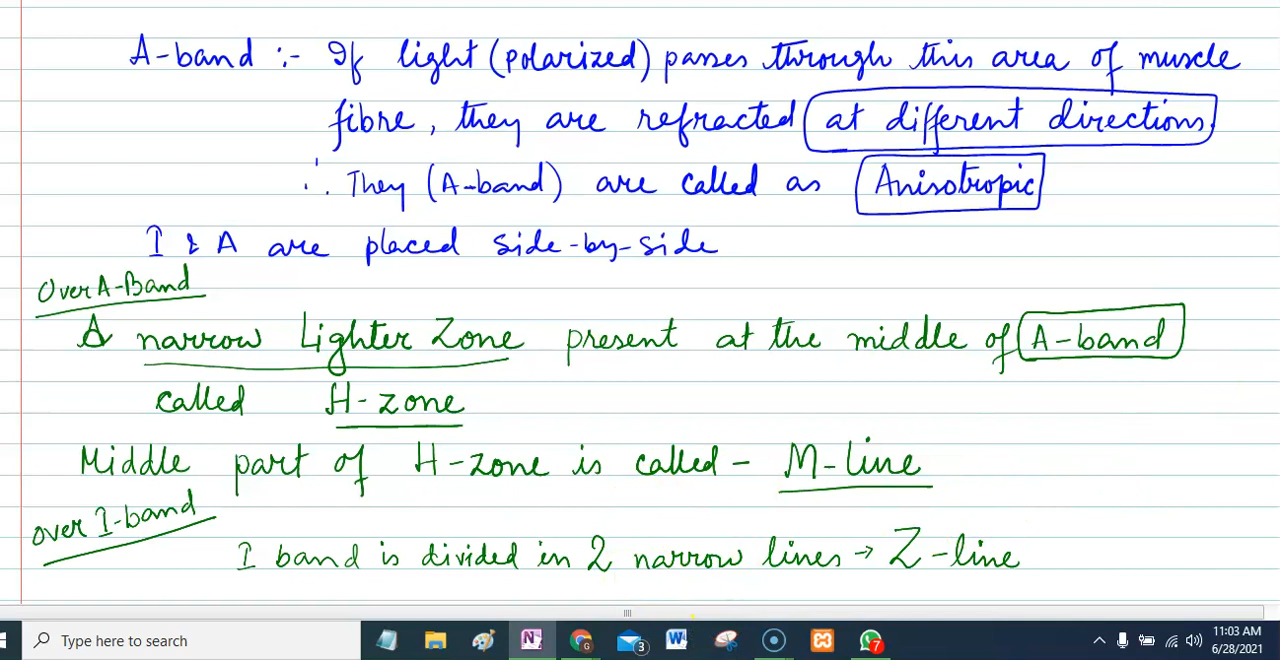 A-band :- If light (polarized) passes through this area of muscle
fibre, they are refracted at different directions.
∴ They (A-band) are called as Anisotropic
I & A are placed side-by-side
Over A-Band
A narrow Lighter Zone present at the middle of A-band
called H-zone
Middle part of H-zone is called - M-line
over I-band
I band is divided in 2 narrow lines → Z-line
Type here to search
3
7
11:03 AM
6/28/2021